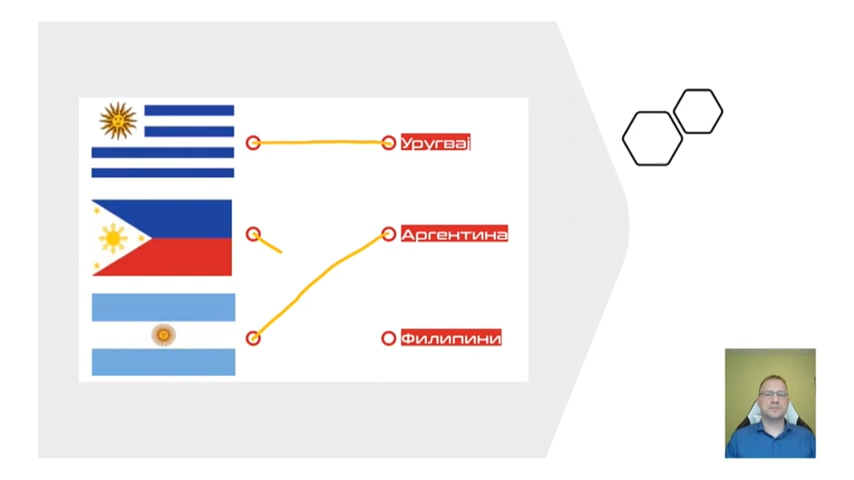 Уругвај
Аргентина
Филипини